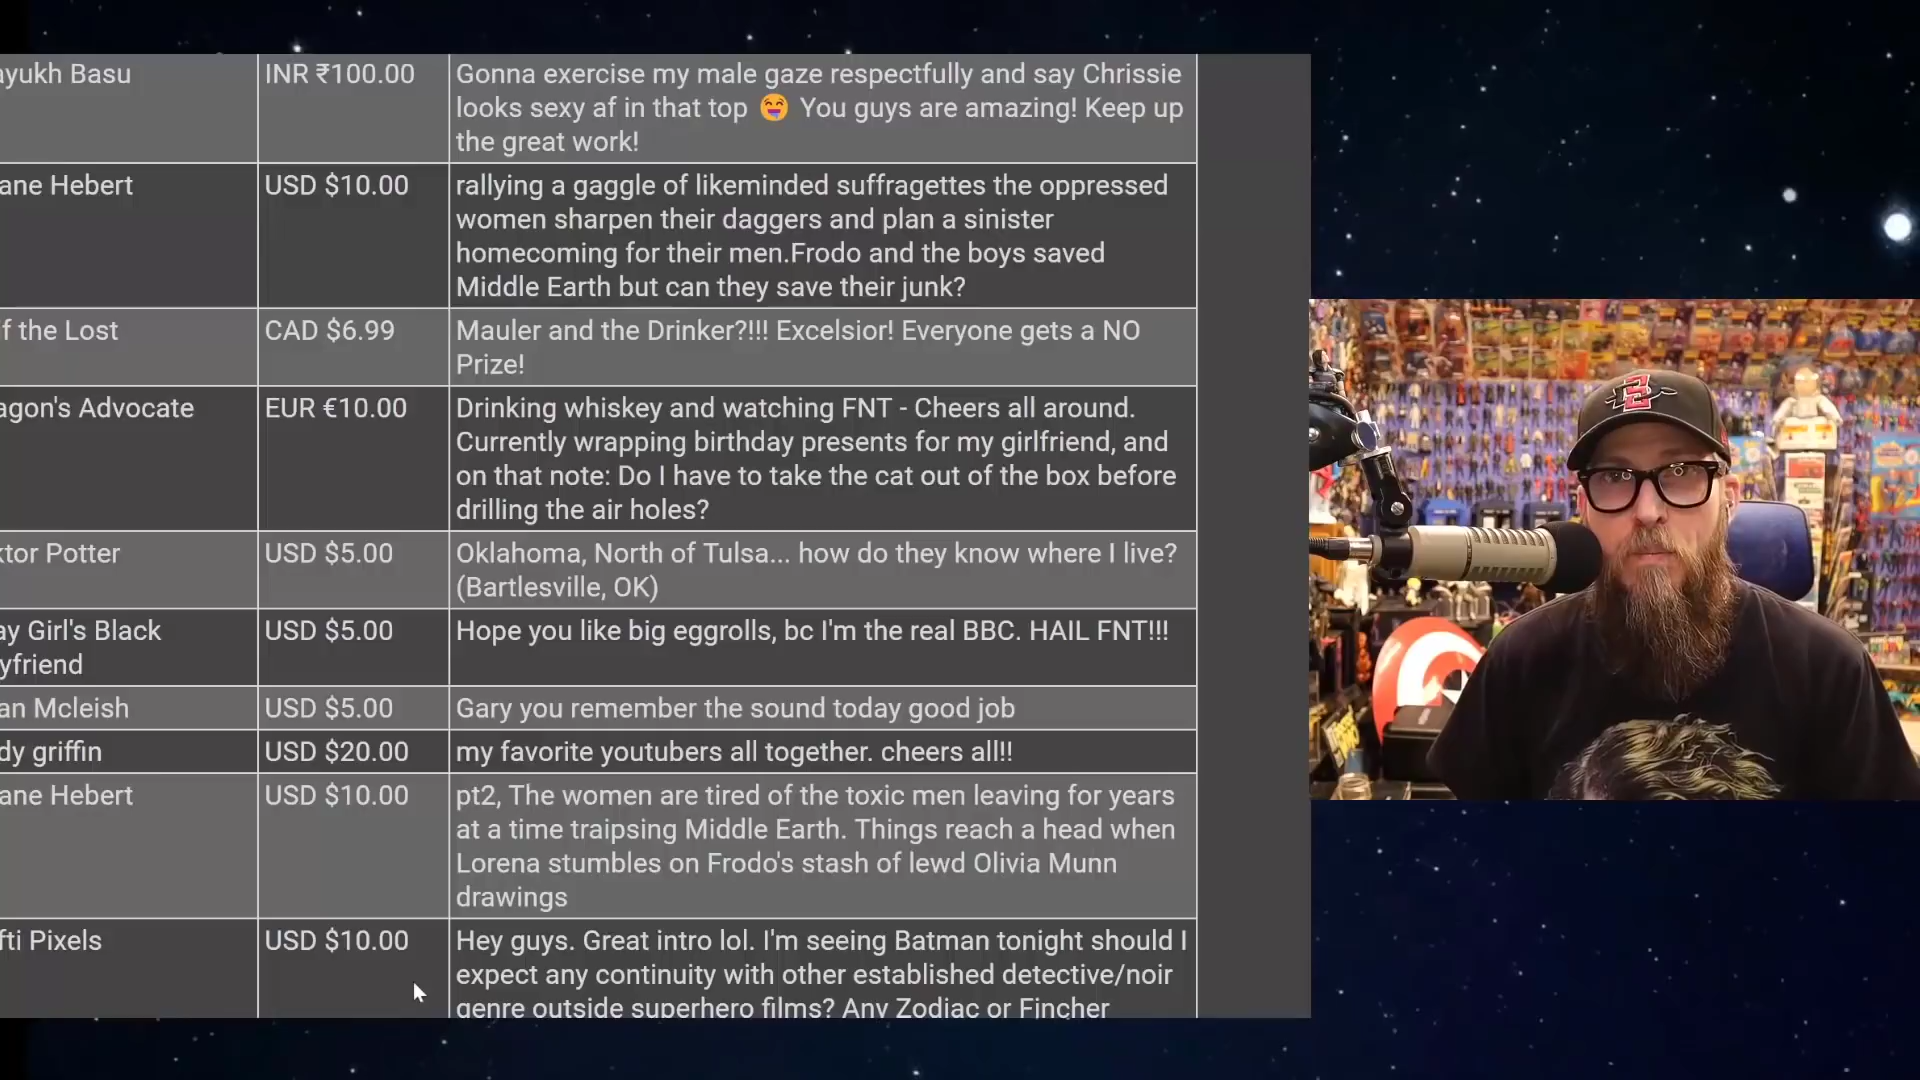 ayukh Basu INR ₹100.00 Gonna exercise my male gaze respectfully and say Chrissie
looks sexy af in that top 🤤 You guys are amazing! Keep up
the great work!
ane Hebert USD $10.00 rallying a gaggle of likeminded suffragettes the oppressed
women sharpen their daggers and plan a sinister
homecoming for their men.Frodo and the boys saved
Middle Earth but can they save their junk?
f the Lost CAD $6.99 Mauler and the Drinker?!!! Excelsior! Everyone gets a NO
Prize!
agon's Advocate EUR €10.00 Drinking whiskey and watching FNT - Cheers all around.
Currently wrapping birthday presents for my girlfriend, and
on that note: Do I have to take the cat out of the box before
drilling the air holes?
ktor Potter USD $5.00 Oklahoma, North of Tulsa... how do they know where I live?
(Bartlesville, OK)
ay Girl's Black USD $5.00 Hope you like big eggrolls, bc I'm the real BBC. HAIL FNT!!!
yfriend
an Mcleish USD $5.00 Gary you remember the sound today good job
dy griffin USD $20.00 my favorite youtubers all together. cheers all!!
ane Hebert USD $10.00 pt2, The women are tired of the toxic men leaving for years
at a time traipsing Middle Earth. Things reach a head when
Lorena stumbles on Frodo's stash of lewd Olivia Munn
drawings
fti Pixels USD $10.00 Hey guys. Great intro lol. I'm seeing Batman tonight should I
expect any continuity with other established detective/noir
genre outside superhero films? Any Zodiac or Fincher